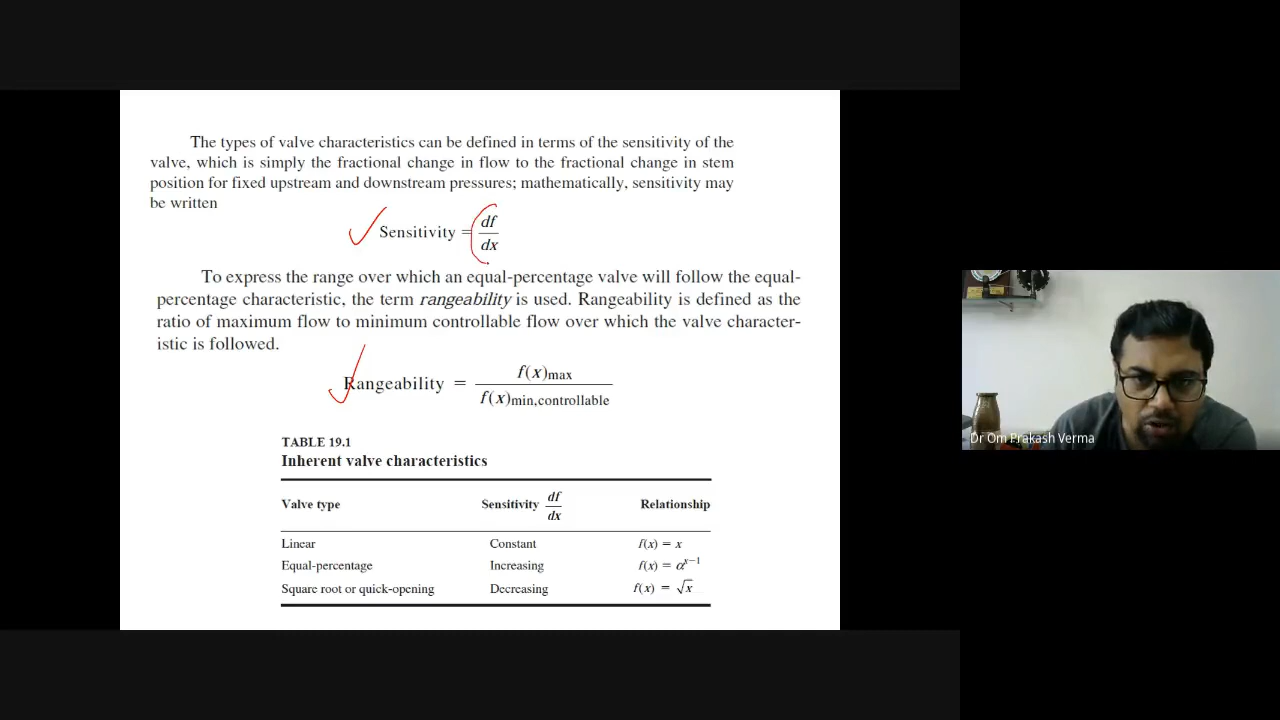 The types of valve characteristics can be defined in terms of the sensitivity of the
valve, which is simply the fractional change in flow to the fractional change in stem
position for fixed upstream and downstream pressures; mathematically, sensitivity may
be written
Sensitivity = df/dx
To express the range over which an equal-percentage valve will follow the equal-
percentage characteristic, the term rangeability is used. Rangeability is defined as the
ratio of maximum flow to minimum controllable flow over which the valve character-
istic is followed.
Rangeability = f(x)max / f(x)min,controllable
TABLE 19.1
Inherent valve characteristics
Valve type Sensitivity df/dx Relationship
Linear Constant f(x) = x
Equal-percentage Increasing f(x) = α^(x−1)
Square root or quick-opening Decreasing f(x) = √x
Dr Om Prakash Verma